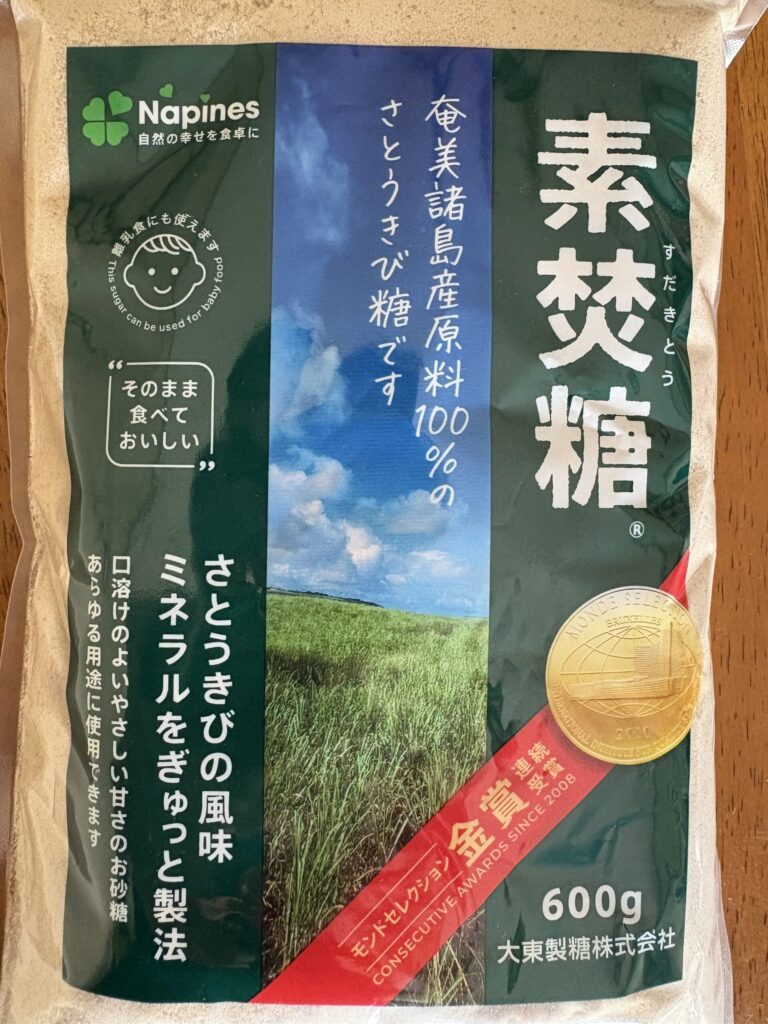 Napines
自然の幸せを食卓に
素焚糖®
すだきとう
奄美諸島産原料100%の
さとうきび糖です
離乳食にも使えます
This sugar can be used for baby food
“そのまま
食べて
おいしい”
さとうきびの風味
ミネラルをぎゅっと製法
口溶けのよいやさしい甘さのお砂糖
あらゆる用途に使用できます
MONDE SELECTION
BRUXELLES
モンドセレクション
金賞
連続
受賞
CONSECUTIVE AWARDS SINCE 2008
600g
大東製糖株式会社